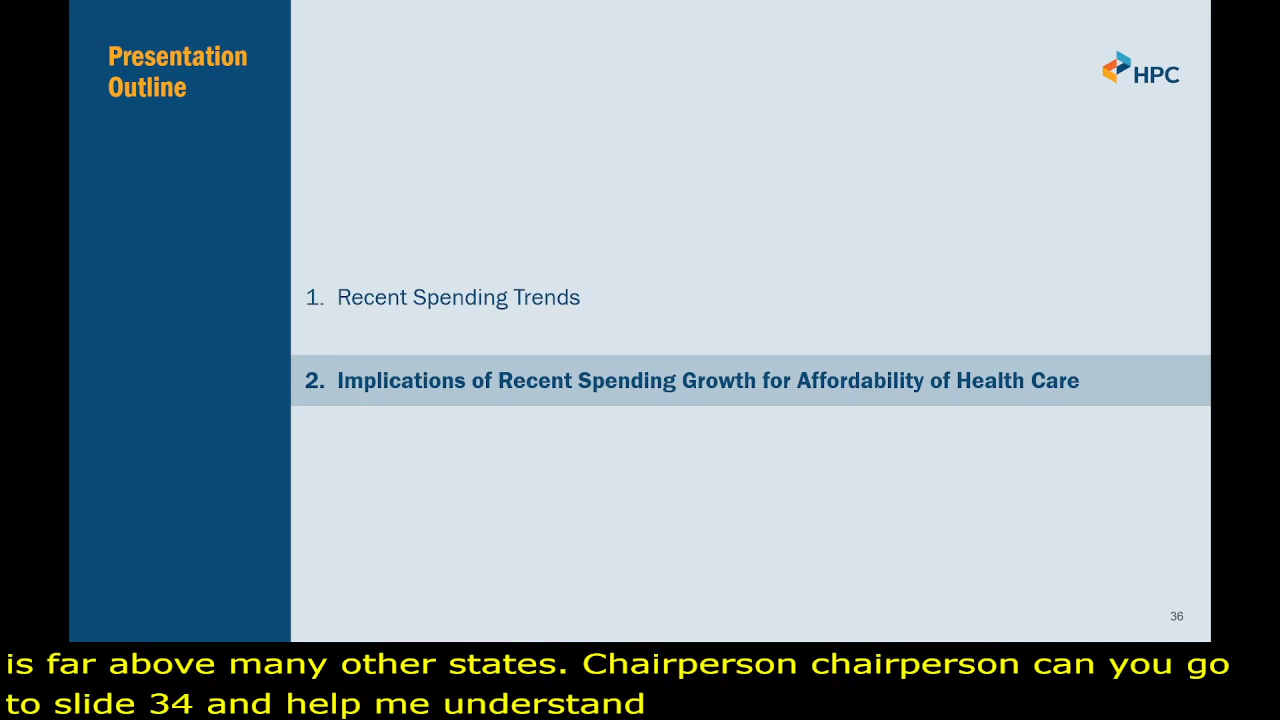 Presentation
Outline
HPC
1. Recent Spending Trends
2. Implications of Recent Spending Growth for Affordability of Health Care
36
is far above many other states. Chairperson chairperson can you go
to slide 34 and help me understand